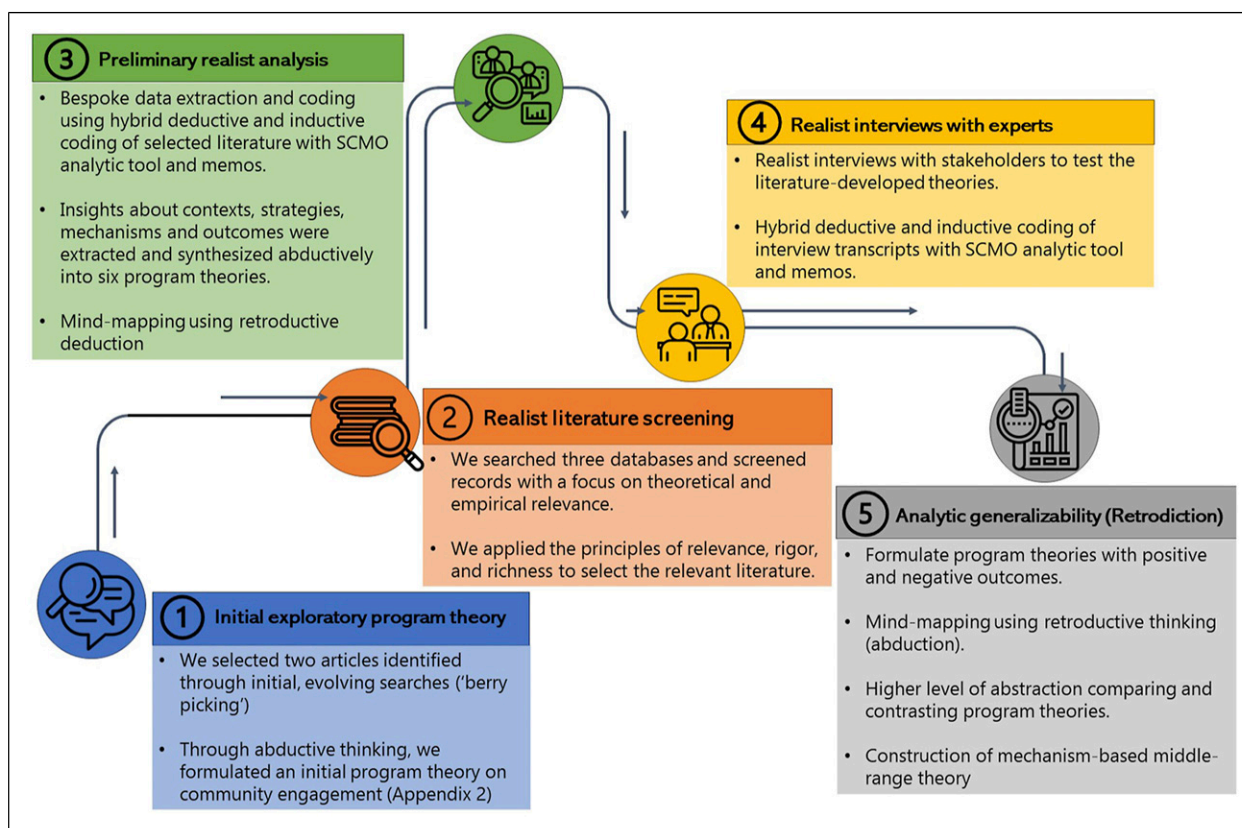 3 Preliminary realist analysis
• Bespoke data extraction and coding
using hybrid deductive and inductive
coding of selected literature with SCMO
analytic tool and memos.
• Insights about contexts, strategies,
mechanisms and outcomes were
extracted and synthesized abductively
into six program theories.
• Mind-mapping using retroductive
deduction
4 Realist interviews with experts
• Realist interviews with stakeholders to test the
literature-developed theories.
• Hybrid deductive and inductive coding of
interview transcripts with SCMO analytic tool
and memos.
2 Realist literature screening
• We searched three databases and screened
records with a focus on theoretical and
empirical relevance.
• We applied the principles of relevance, rigor,
and richness to select the relevant literature.
1 Initial exploratory program theory
• We selected two articles identified
through initial, evolving searches (‘berry
picking’)
• Through abductive thinking, we
formulated an initial program theory on
community engagement (Appendix 2)
5 Analytic generalizability (Retrodiction)
• Formulate program theories with positive
and negative outcomes.
• Mind-mapping using retroductive thinking
(abduction).
• Higher level of abstraction comparing and
contrasting program theories.
• Construction of mechanism-based middle-
range theory